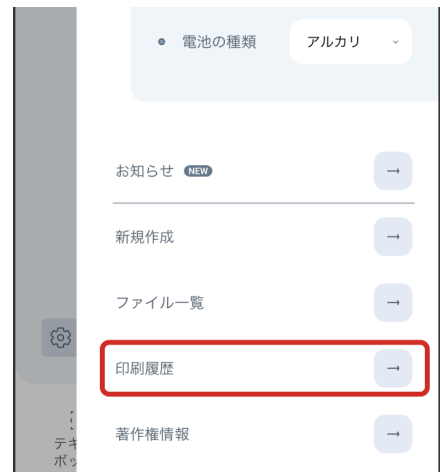 電池の種類 アルカリ
お知らせ NEW
新規作成
ファイル一覧
印刷履歴
著作権情報
テキ
ボッ